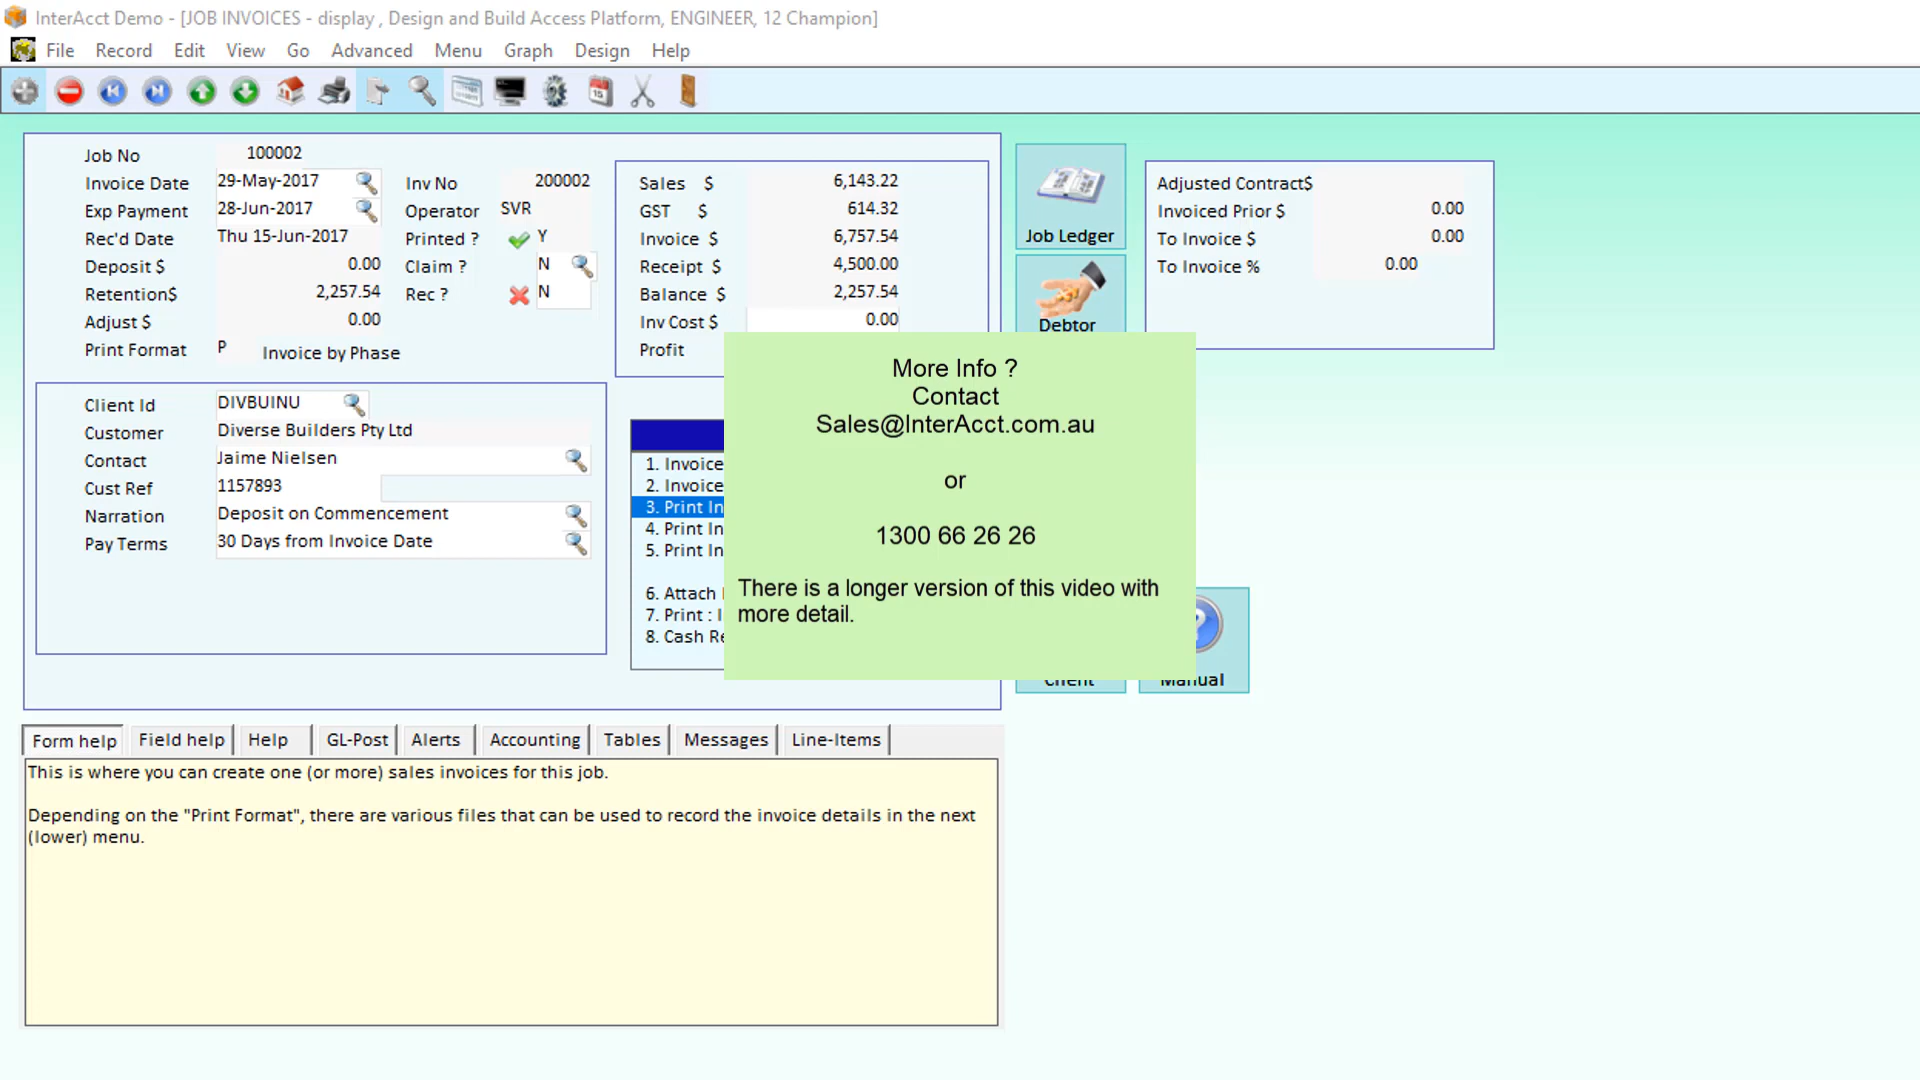 InterAcct Demo - [JOB INVOICES - display , Design and Build Access Platform, ENGINEER, 12 Champion]
File Record Edit View Go Advanced Menu Graph Design Help
15
Job No 100002
Invoice Date 29-May-2017 Inv No 200002
Exp Payment 28-Jun-2017 Operator SVR
Rec'd Date Thu 15-Jun-2017 Printed ? Y
Deposit $ 0.00 Claim ? N
Retention$ 2,257.54 Rec ? N
Adjust $ 0.00
Print Format P Invoice by Phase
Sales $ 6,143.22
GST $ 614.32
Invoice $ 6,757.54
Receipt $ 4,500.00
Balance $ 2,257.54
Inv Cost $ 0.00
Profit
Job Ledger
Debtor
Adjusted Contract$
Invoiced Prior $ 0.00
To Invoice $ 0.00
To Invoice % 0.00
Client Id DIVBUINU
Customer Diverse Builders Pty Ltd
Contact Jaime Nielsen
Cust Ref 1157893
Narration Deposit on Commencement
Pay Terms 30 Days from Invoice Date
1. Invoice
2. Invoice
3. Print In
4. Print In
5. Print In
6. Attach
7. Print : I
8. Cash Re
More Info ?
Contact
Sales@InterAcct.com.au
or
1300 66 26 26
There is a longer version of this video with
more detail.
Client
Manual
Form help Field help Help GL-Post Alerts Accounting Tables Messages Line-Items
This is where you can create one (or more) sales invoices for this job.
Depending on the "Print Format", there are various files that can be used to record the invoice details in the next
(lower) menu.